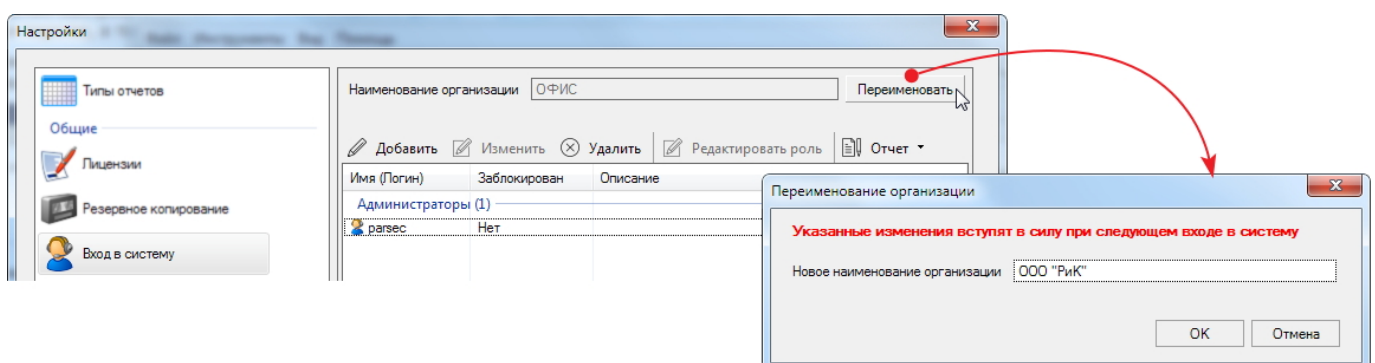 Настройки
Типы отчетов
Общие
Лицензии
Резервное копирование
Вход в систему
Наименование организации ОФИС Переименовать
Добавить Изменить Удалить Редактировать роль Отчет
Имя (Логин) Заблокирован Описание
Администраторы (1)
parsec Нет
Переименование организации
Указанные изменения вступят в силу при следующем входе в систему
Новое наименование организации ООО "РиК"
OK Отмена